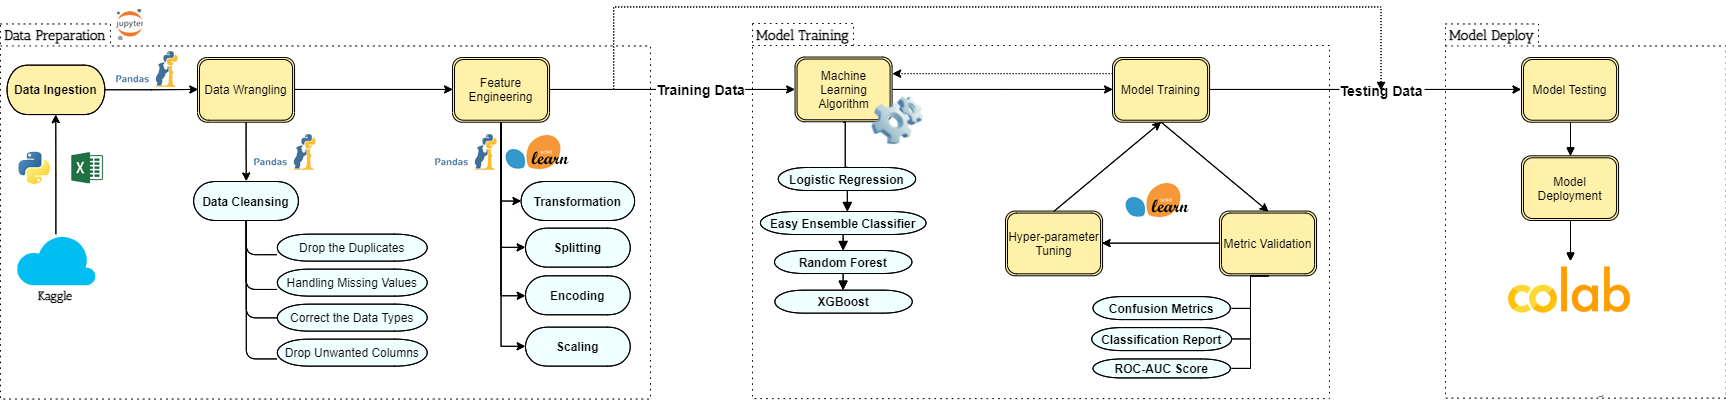 Data Preparation
jupyter
Data Ingestion
Pandas
Data Wrangling
Feature
Engineering
Training Data
Pandas
Data Cleansing
Drop the Duplicates
Handling Missing Values
Correct the Data Types
Drop Unwanted Columns
Kaggle
Pandas
scikit
learn
Transformation
Splitting
Encoding
Scaling
Model Training
Machine
Learning
Algorithm
Logistic Regression
Easy Ensemble Classifier
Random Forest
XGBoost
Model Training
scikit
learn
Hyper-parameter
Tuning
Metric Validation
Confusion Metrics
Classification Report
ROC-AUC Score
Testing Data
Model Deploy
Model Testing
Model
Deployment
colab